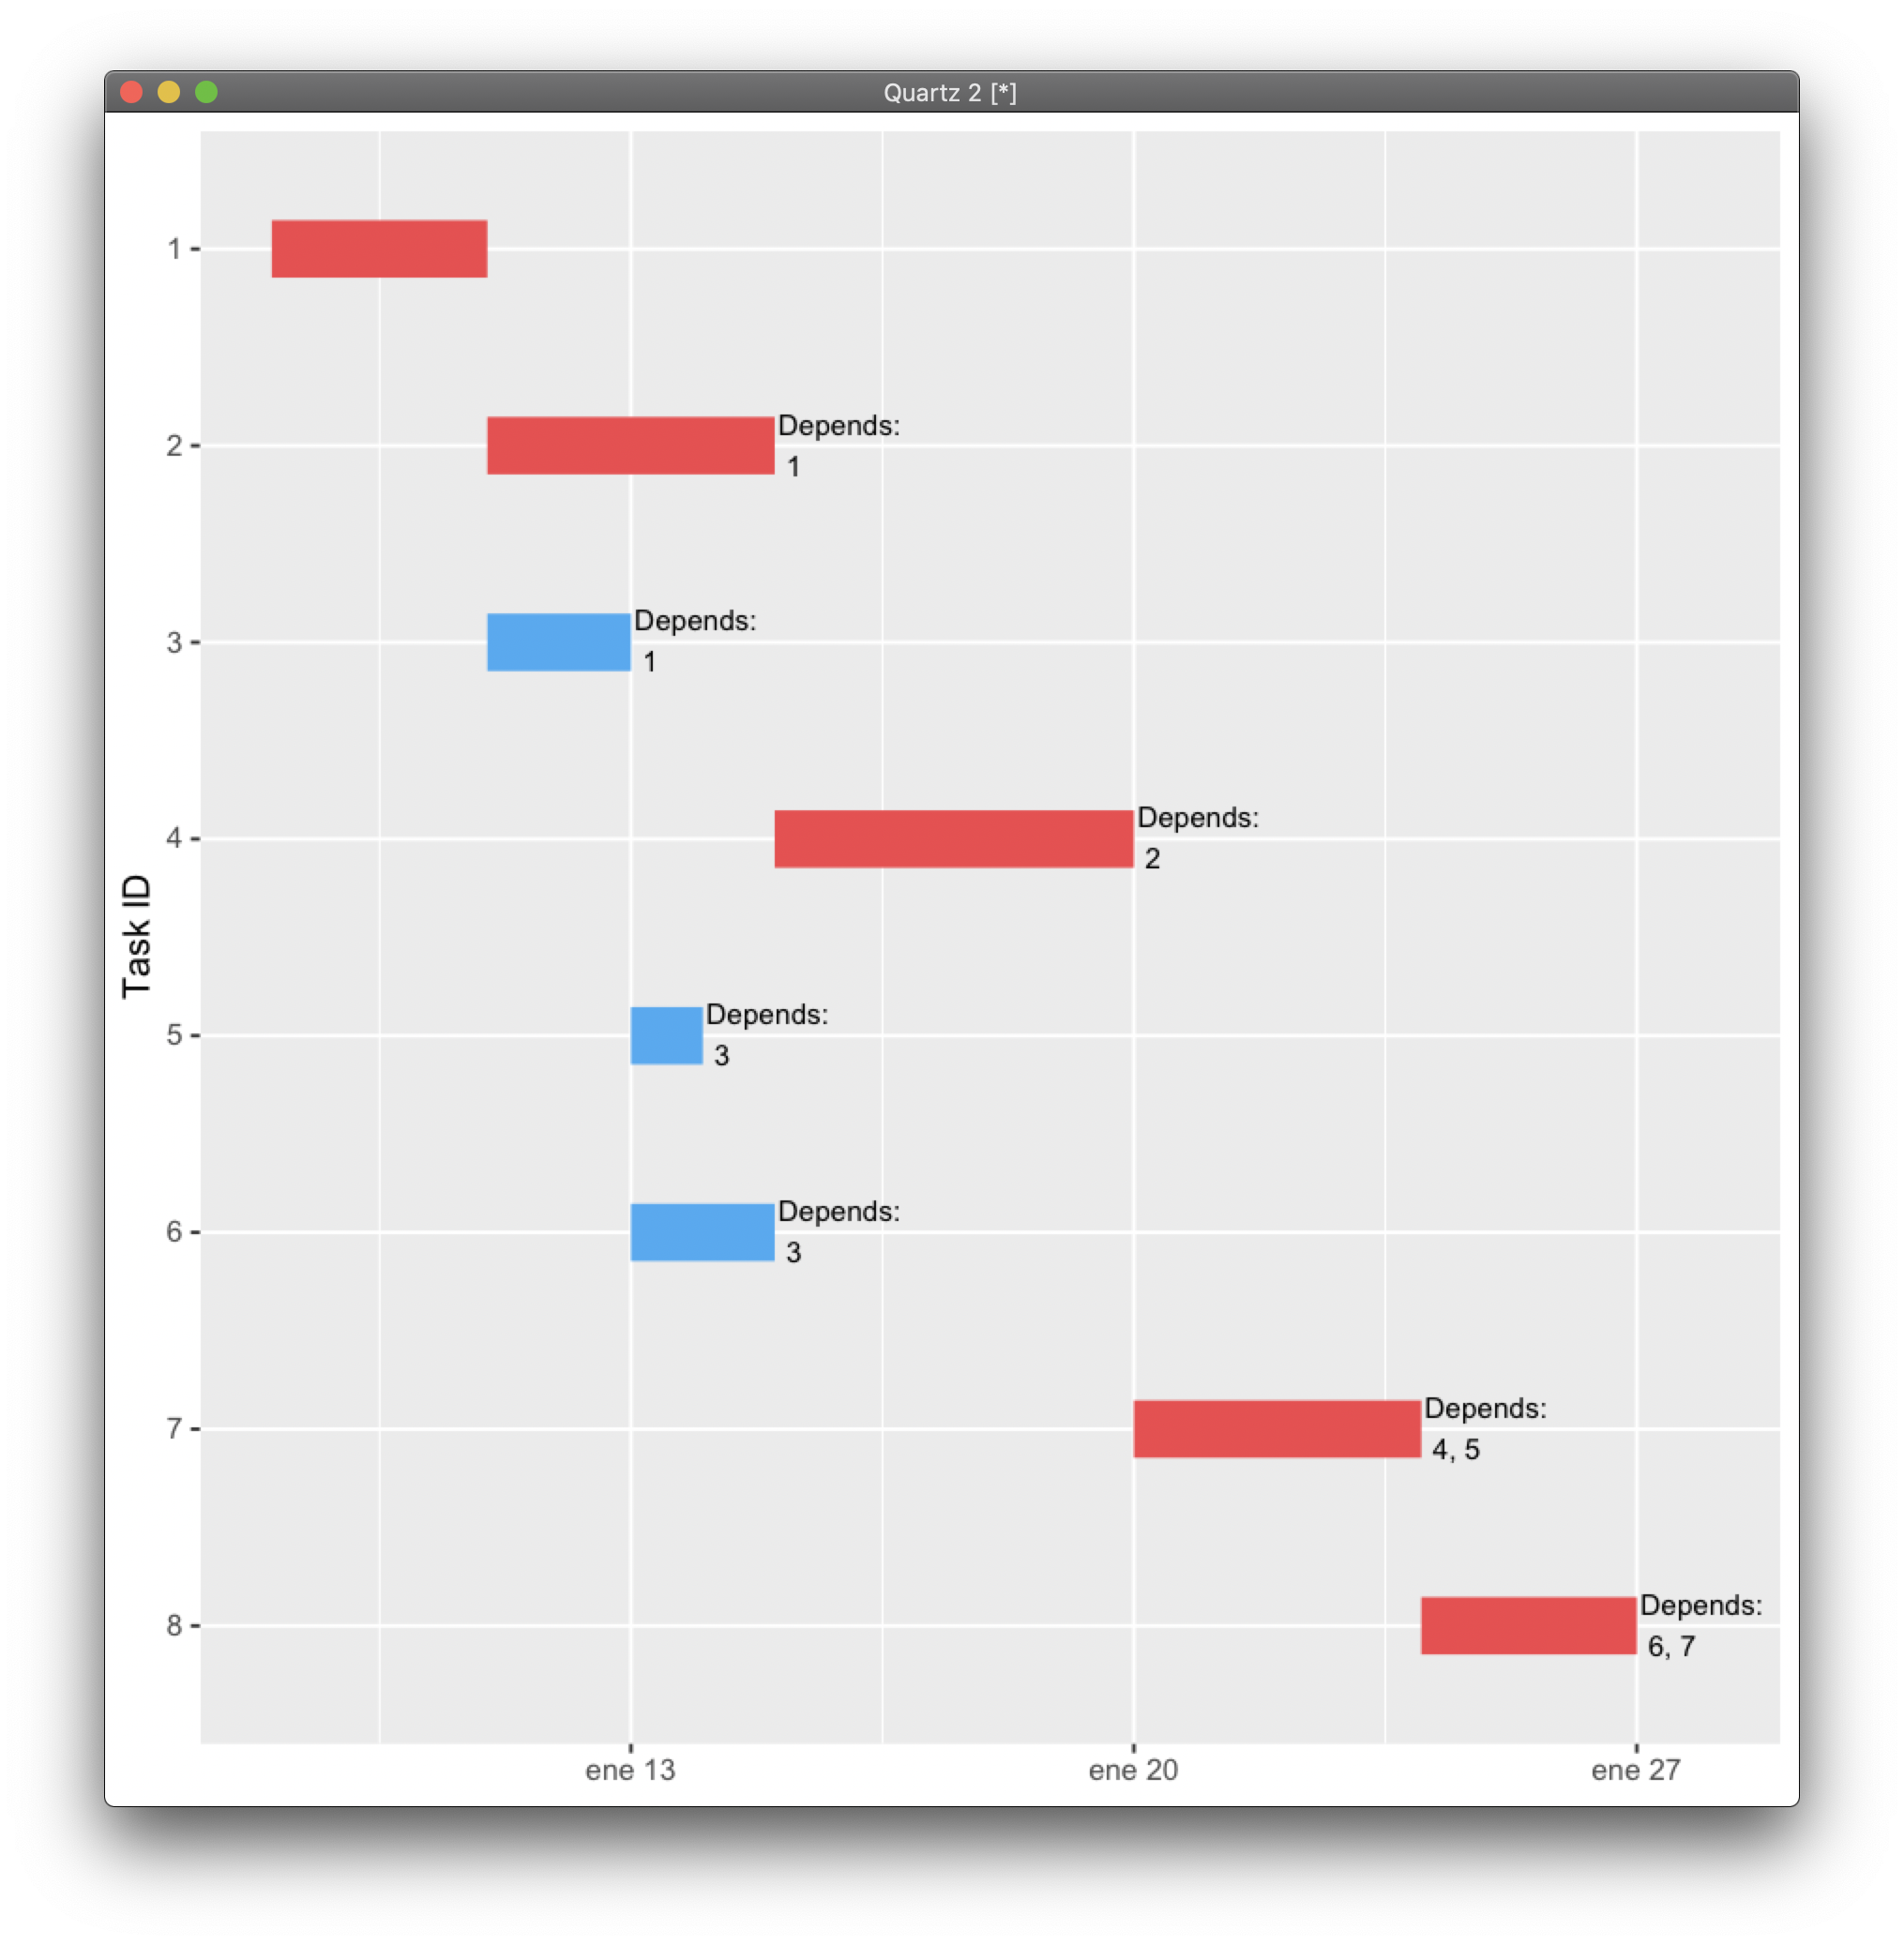 Quartz 2 [*]
1
2
Depends:
1
3
Depends:
1
4
Depends:
2
Task ID
5
Depends:
3
6
Depends:
3
7
Depends:
4, 5
8
Depends:
6, 7
ene 13
ene 20
ene 27